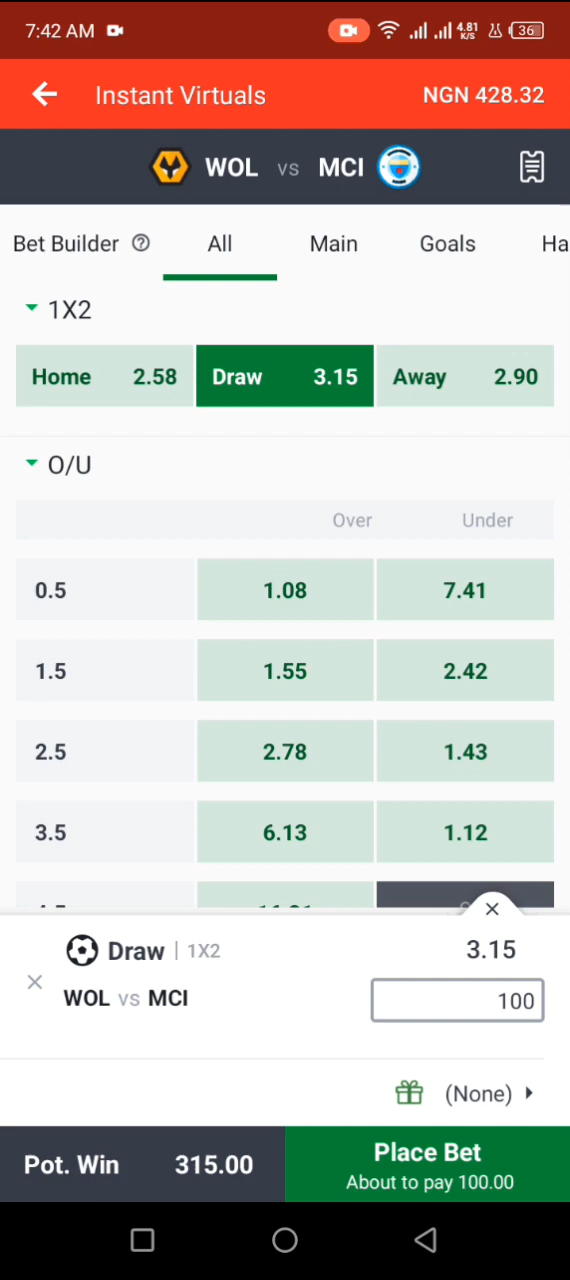 7:42 AM 4.81 K/S 36
Instant Virtuals NGN 428.32
WOL vs MCI
Bet Builder ? All Main Goals Ha
1X2
Home 2.58 Draw 3.15 Away 2.90
O/U
Over Under
0.5 1.08 7.41
1.5 1.55 2.42
2.5 2.78 1.43
3.5 6.13 1.12
Draw | 1X2 3.15
WOL vs MCI 100
(None)
Pot. Win 315.00 Place Bet
About to pay 100.00